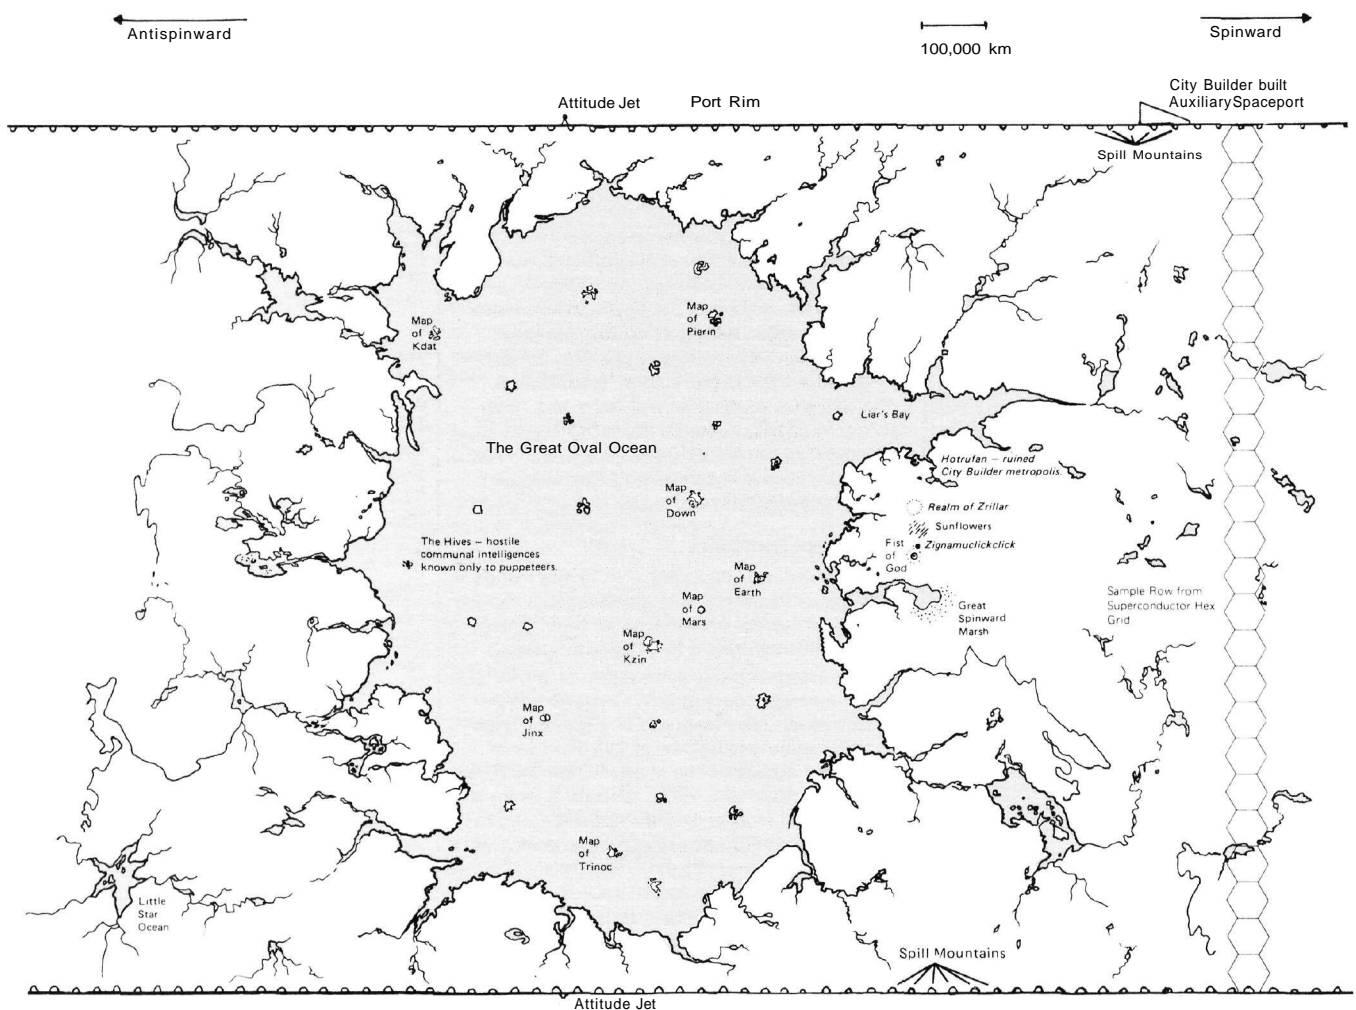 Antispinward
100,000 km
Spinward
Attitude Jet
Port Rim
City Builder built
Auxiliary Spaceport
Spill Mountains
Map
of
Kdat
Map
of
Pierin
Liar's Bay
The Great Oval Ocean
Hotrufan – ruined
City Builder metropolis.
Map
of
Down
Realm of Zrillar
Sunflowers
Fist
of
God
Zignamuclickclick
The Hives – hostile
communal intelligences
known only to puppeteers.
Map
of
Earth
Map
of
Mars
Great
Spinward
Marsh
Sample Row from
Superconductor Hex
Grid
Map
of
Kzin
Map
of
Jinx
Map
of
Trinoc
Little
Star
Ocean
Spill Mountains
Attitude Jet